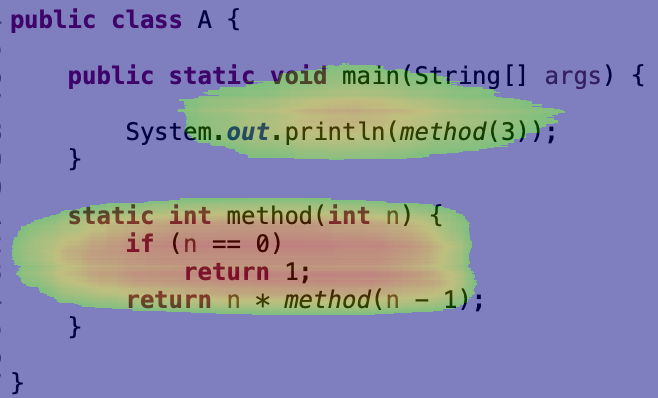 public class A {
public static void main(String[] args) {
System.out.println(method(3));
}
static int method(int n) {
if (n == 0)
return 1;
return n * method(n - 1);
}
}